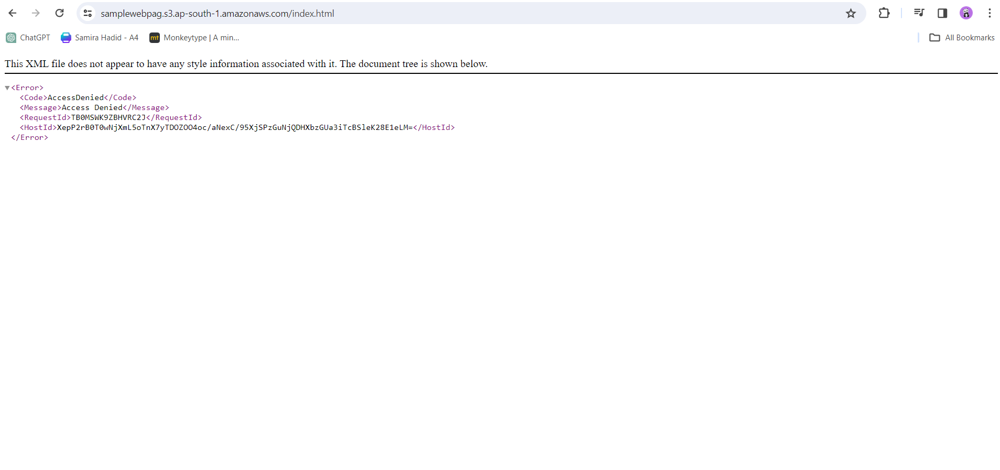 samplewebpag.s3.ap-south-1.amazonaws.com/index.html
ChatGPT
Samira Hadid - A4
mt
Monkeytype | A min...
All Bookmarks
This XML file does not appear to have any style information associated with it. The document tree is shown below.
<Error>
<Code>AccessDenied</Code>
<Message>Access Denied</Message>
<RequestId>TB0MSWK9ZBHVRC2J</RequestId>
<HostId>XepP2rB0T0wNjXmL5oTnX7yTDOZOO4oc/aNexC/95XjSPzGuNjQDHXbzGUa3iTcBSleK28E1eLM=</HostId>
</Error>